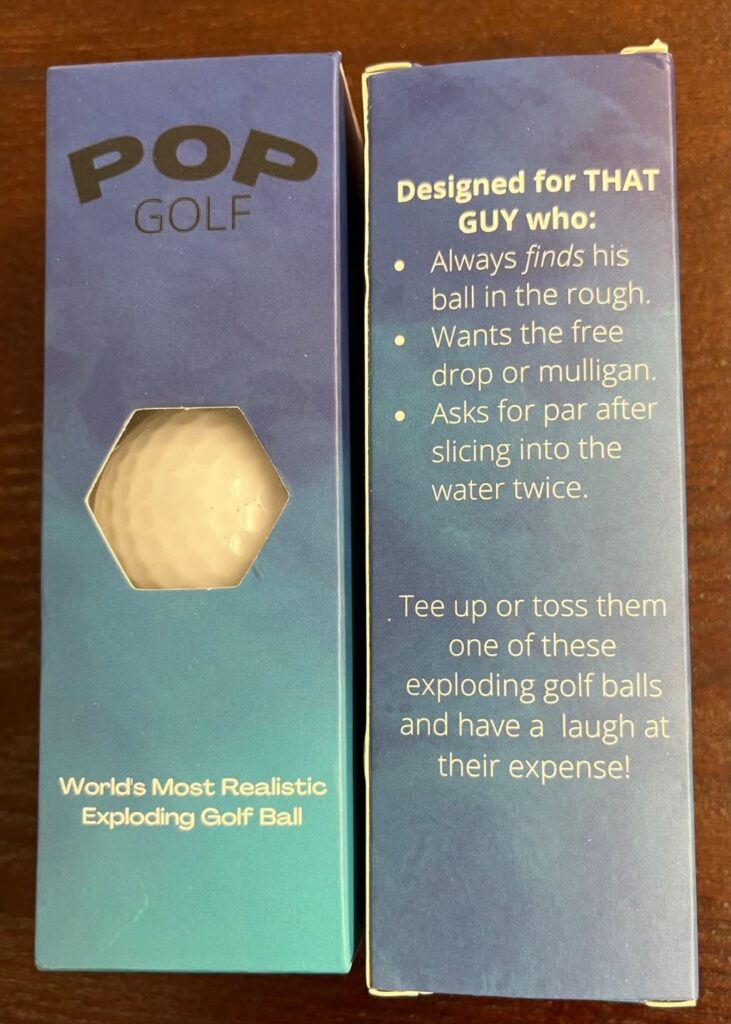 POP
GOLF
World's Most Realistic
Exploding Golf Ball
Designed for THAT
GUY who:
• Always finds his
ball in the rough.
• Wants the free
drop or mulligan.
• Asks for par after
slicing into the
water twice.
Tee up or toss them
one of these
exploding golf balls
and have a laugh at
their expense!